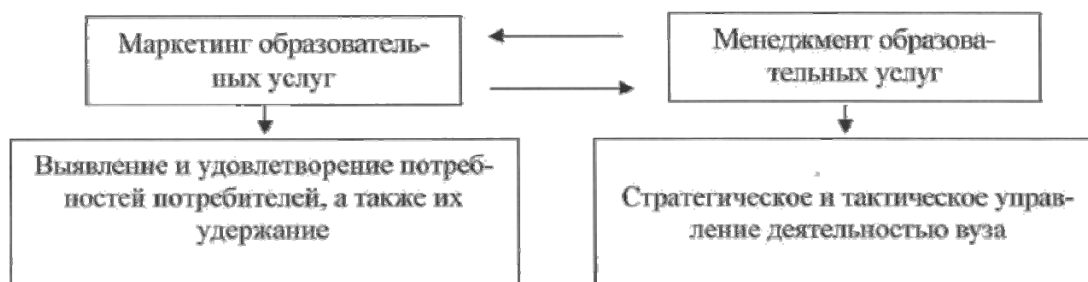 Маркетинг образователь-
ных услуг
Менеджмент образова-
тельных услуг
Выявление и удовлетворение потреб-
ностей потребителей, а также их
удержание
Стратегическое и тактическое управ-
ление деятельностью вуза